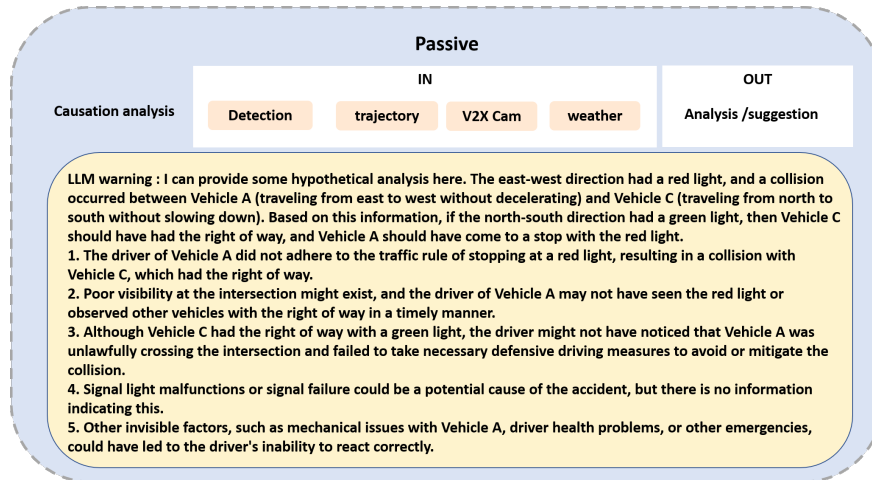 Passive
IN
OUT
Causation analysis
Detection
trajectory
V2X Cam
weather
Analysis /suggestion
LLM warning : I can provide some hypothetical analysis here. The east-west direction had a red light, and a collision
occurred between Vehicle A (traveling from east to west without decelerating) and Vehicle C (traveling from north to
south without slowing down). Based on this information, if the north-south direction had a green light, then Vehicle C
should have had the right of way, and Vehicle A should have come to a stop with the red light.
1. The driver of Vehicle A did not adhere to the traffic rule of stopping at a red light, resulting in a collision with
Vehicle C, which had the right of way.
2. Poor visibility at the intersection might exist, and the driver of Vehicle A may not have seen the red light or
observed other vehicles with the right of way in a timely manner.
3. Although Vehicle C had the right of way with a green light, the driver might not have noticed that Vehicle A was
unlawfully crossing the intersection and failed to take necessary defensive driving measures to avoid or mitigate the
collision.
4. Signal light malfunctions or signal failure could be a potential cause of the accident, but there is no information
indicating this.
5. Other invisible factors, such as mechanical issues with Vehicle A, driver health problems, or other emergencies,
could have led to the driver's inability to react correctly.